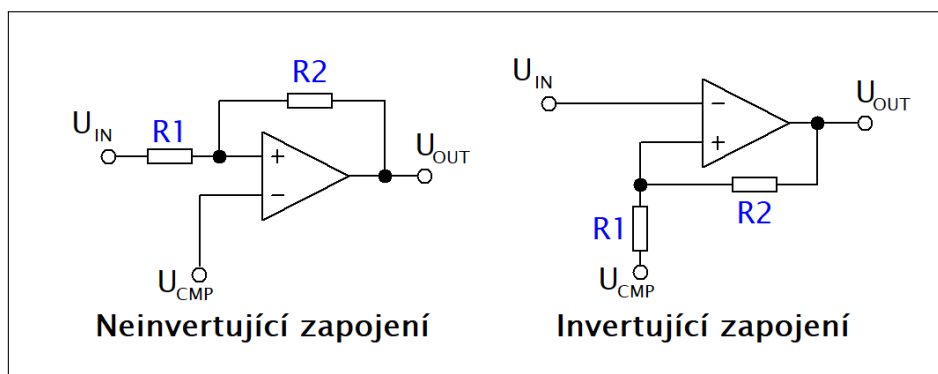 U_IN
R1
R2
+
−
U_OUT
U_CMP
Neinvertující zapojení
U_IN
−
+
U_OUT
R2
R1
U_CMP
Invertující zapojení